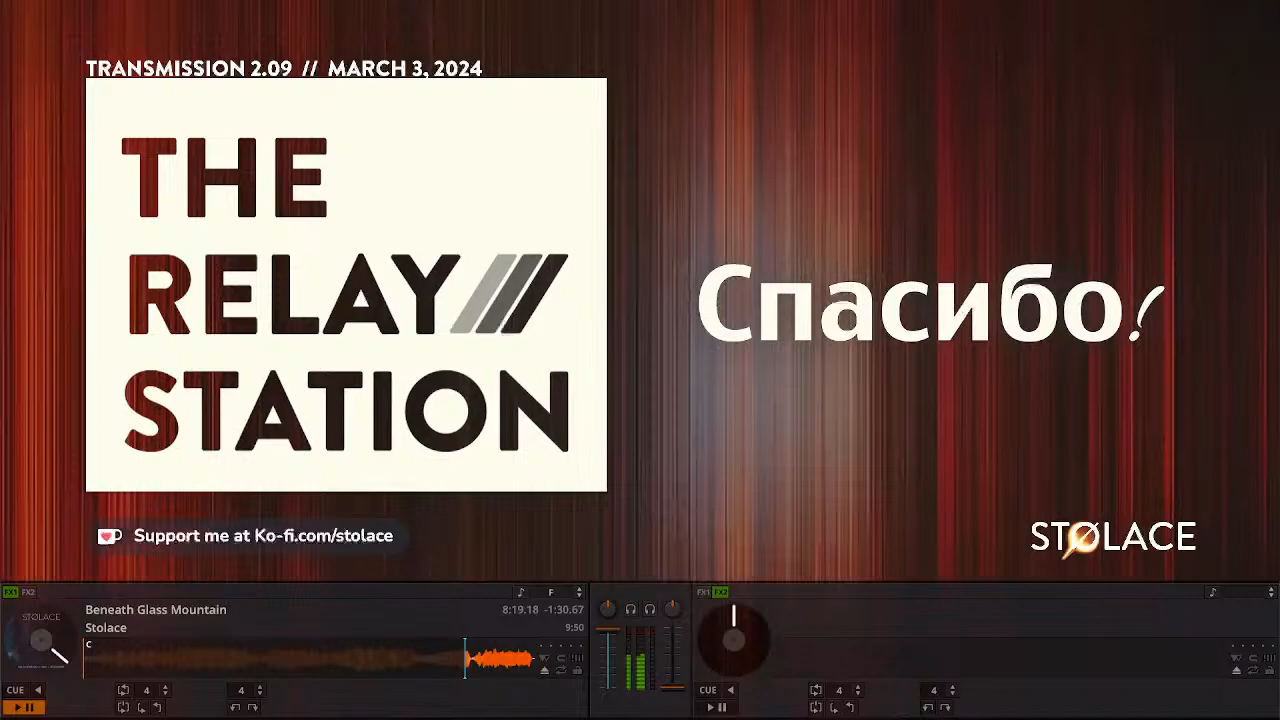 TRANSMISSION 2.09 // MARCH 3, 2024
THE
RELAY
STATION
Спасибо!
Support me at Ko-fi.com/stolace
STØLACE
FX1 FX2
F
STØLACE
Beneath Glass Mountain
8:19.18 -1:30.67
Stolace
9:50
C
CUE
4
4
FX1 FX2
CUE
4
4